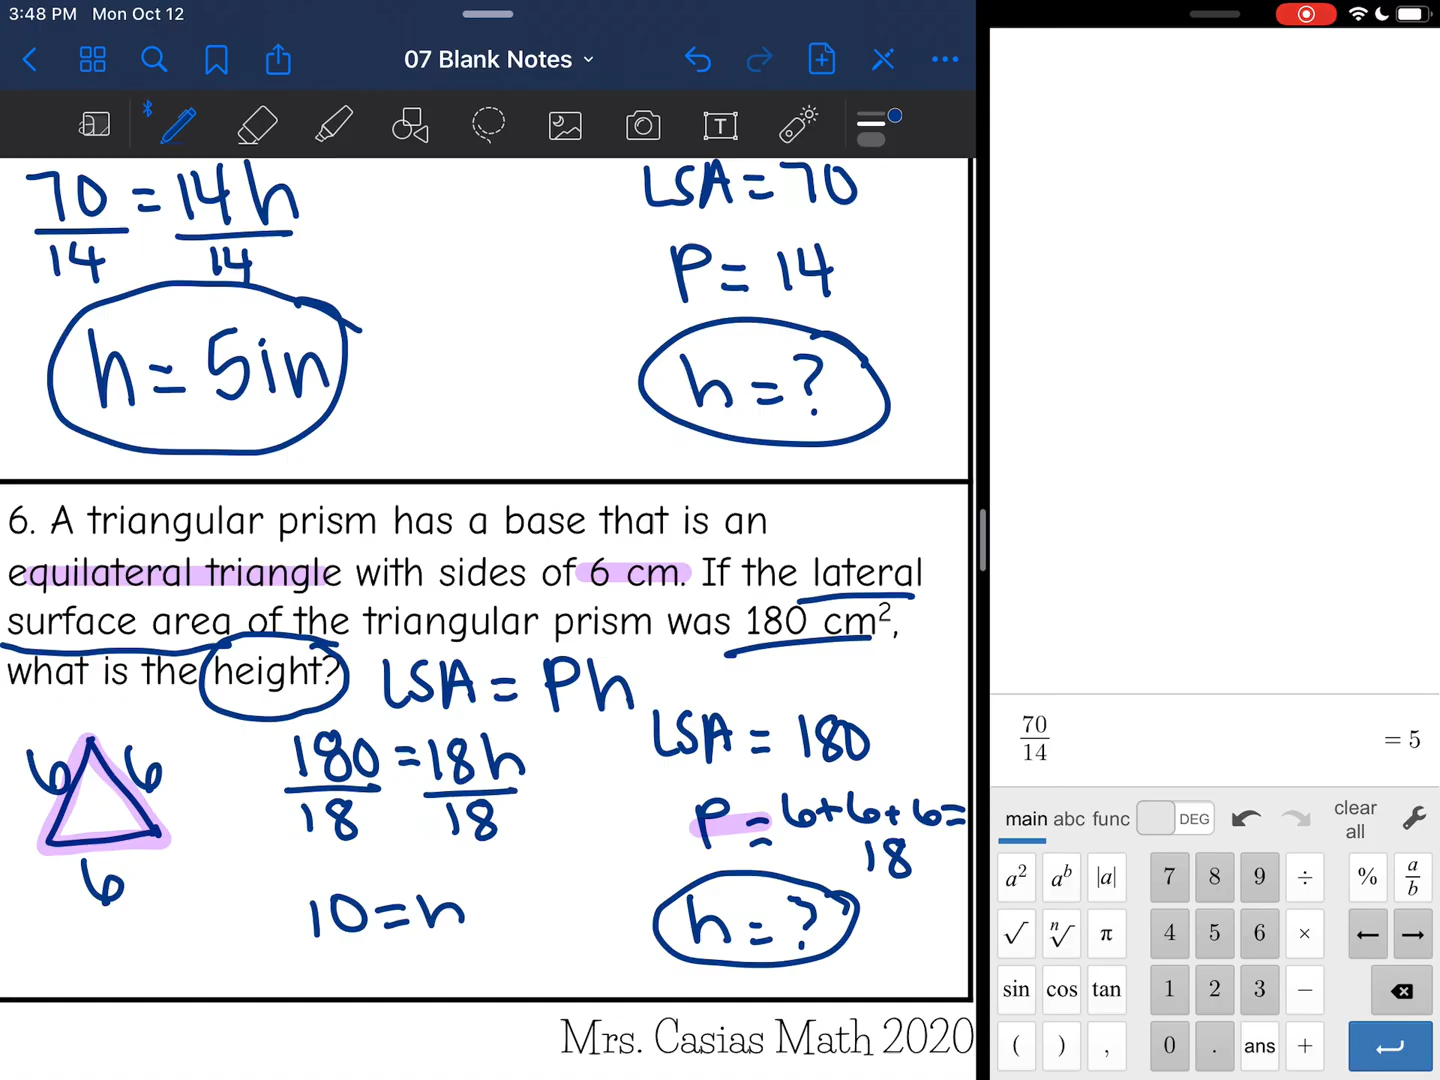 3:48 PM Mon Oct 12
07 Blank Notes
70 = 14h
14 14
h = 5in
LSA = 70
P = 14
h = ?
6. A triangular prism has a base that is an
equilateral triangle with sides of 6 cm. If the lateral
surface area of the triangular prism was 180 cm²,
what is the height?
LSA = Ph
6 6
6
180 = 18h
18 18
10 = h
LSA = 180
P = 6+6+6=
18
h = ?
Mrs. Casias Math 2020
70
14
= 5
main abc func DEG clear all
a² aᵇ |a| 7 8 9 ÷ % a/b
√ ⁿ√ π 4 5 6 × ← →
sin cos tan 1 2 3 −
( ) , 0 . ans +